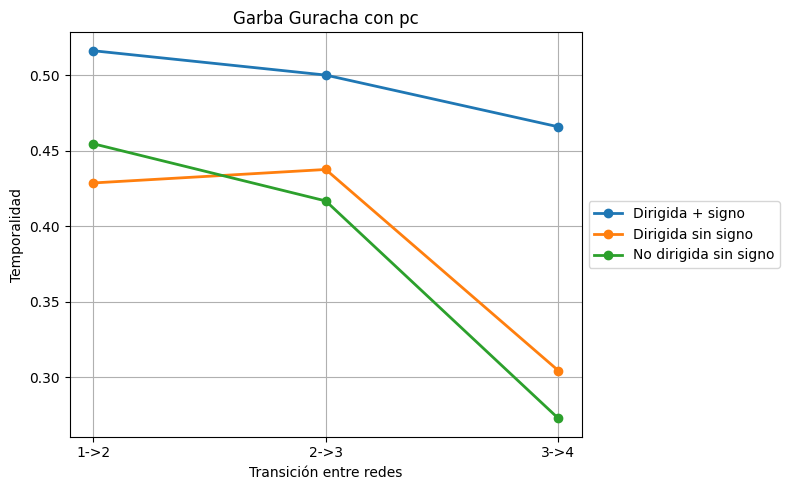 Garba Guracha con pc
Temporalidad
0.50
0.45
0.40
0.35
0.30
1->2
2->3
3->4
Transición entre redes
Dirigida + signo
Dirigida sin signo
No dirigida sin signo